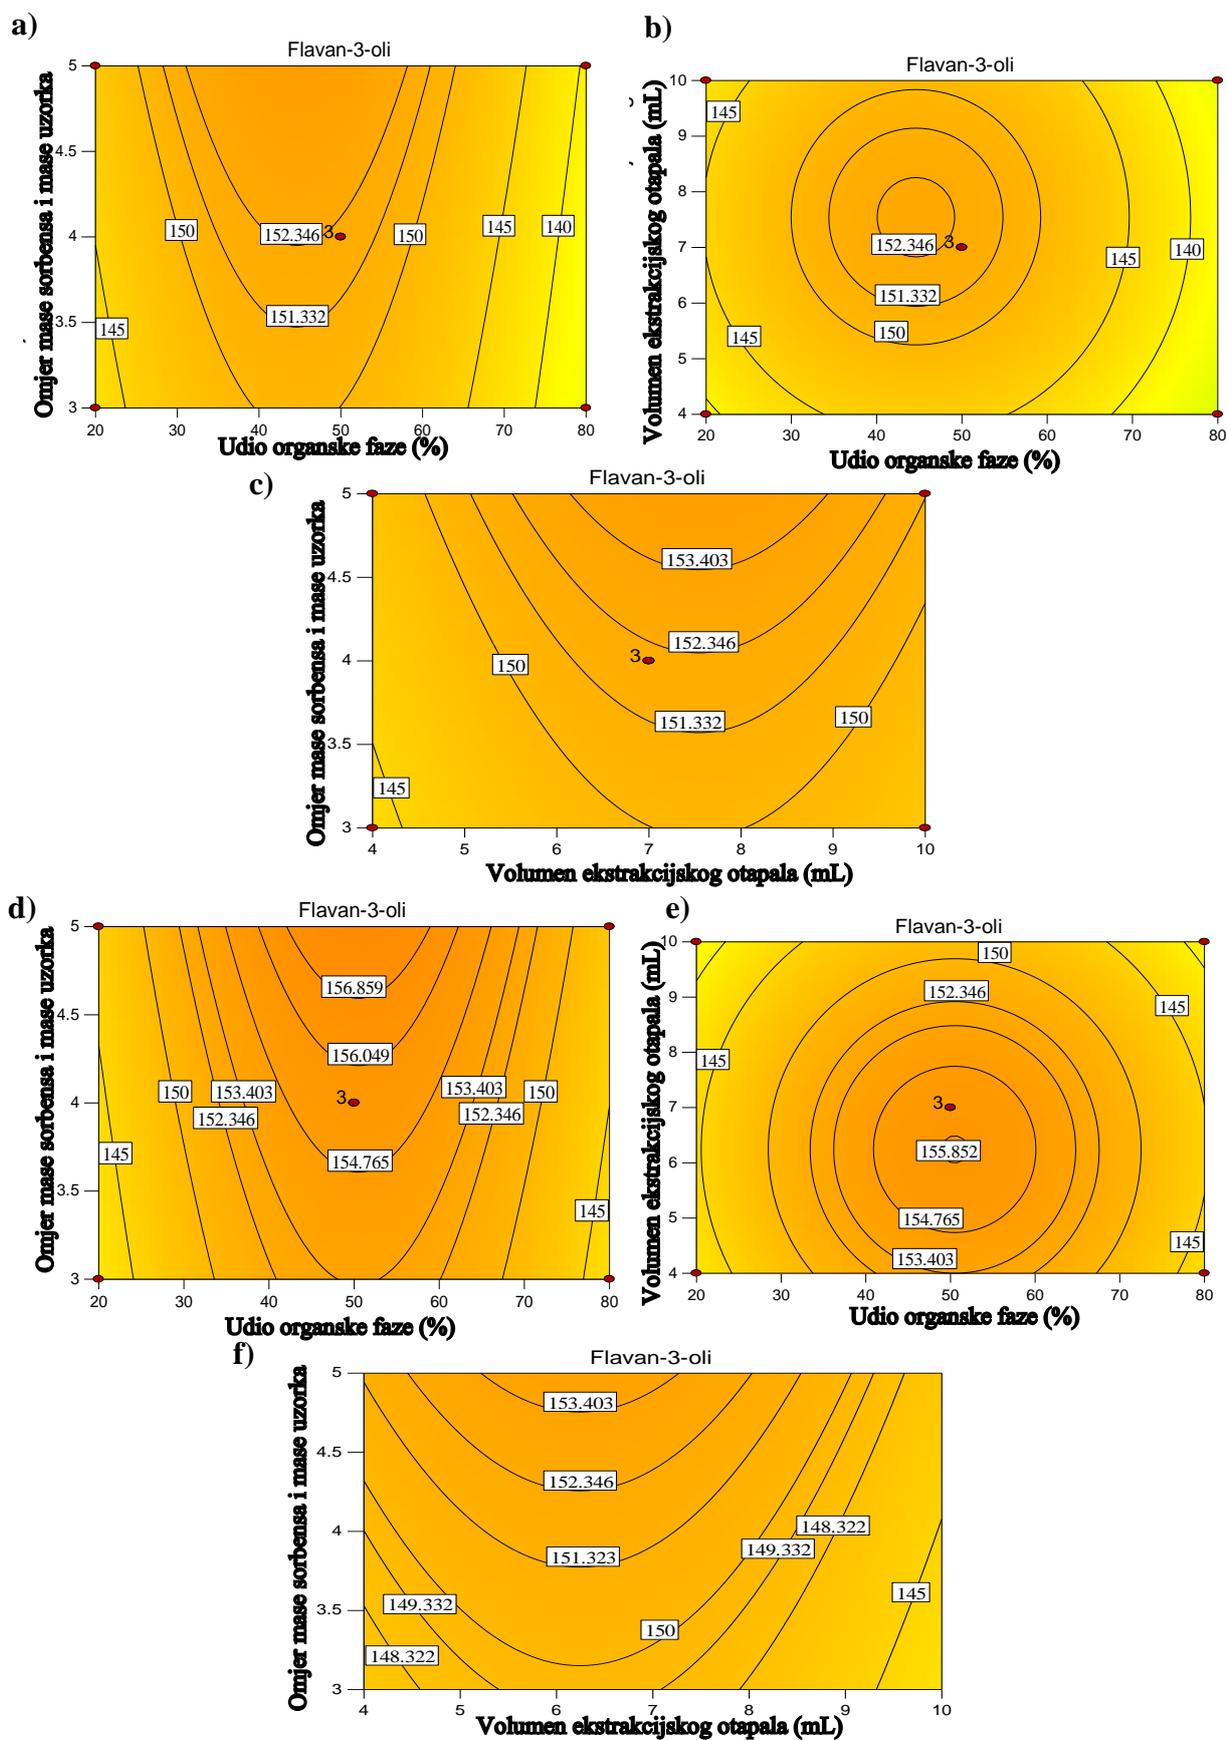 a)
Flavan-3-oli
Omjer mase sorbensa i mase uzorka
5
4.5
4
3.5
3
150
152.346
3
150
145
140
151.332
145
20 30 40 50 60 70 80
Udio organske faze (%)
b)
Flavan-3-oli
Volumen ekstrakcijskog otapala (mL)
10
9
8
7
6
5
4
145
152.346
3
145
140
151.332
150
145
20 30 40 50 60 70 80
Udio organske faze (%)
c)
Flavan-3-oli
Omjer mase sorbensa i mase uzorka
5
4.5
4
3.5
3
153.403
152.346
3
150
151.332
150
145
4 5 6 7 8 9 10
Volumen ekstrakcijskog otapala (mL)
d)
Flavan-3-oli
Omjer mase sorbensa i mase uzorka
5
4.5
4
3.5
3
156.859
156.049
150
153.403
3
153.403
150
152.346
152.346
145
154.765
145
20 30 40 50 60 70 80
Udio organske faze (%)
e)
Flavan-3-oli
Volumen ekstrakcijskog otapala (mL)
10
9
8
7
6
5
4
150
152.346
145
145
3
155.852
154.765
145
153.403
20 30 40 50 60 70 80
Udio organske faze (%)
f)
Flavan-3-oli
Omjer mase sorbensa i mase uzorka
5
4.5
4
3.5
3
153.403
152.346
148.322
149.332
151.323
145
149.332
150
148.322
4 5 6 7 8 9 10
Volumen ekstrakcijskog otapala (mL)